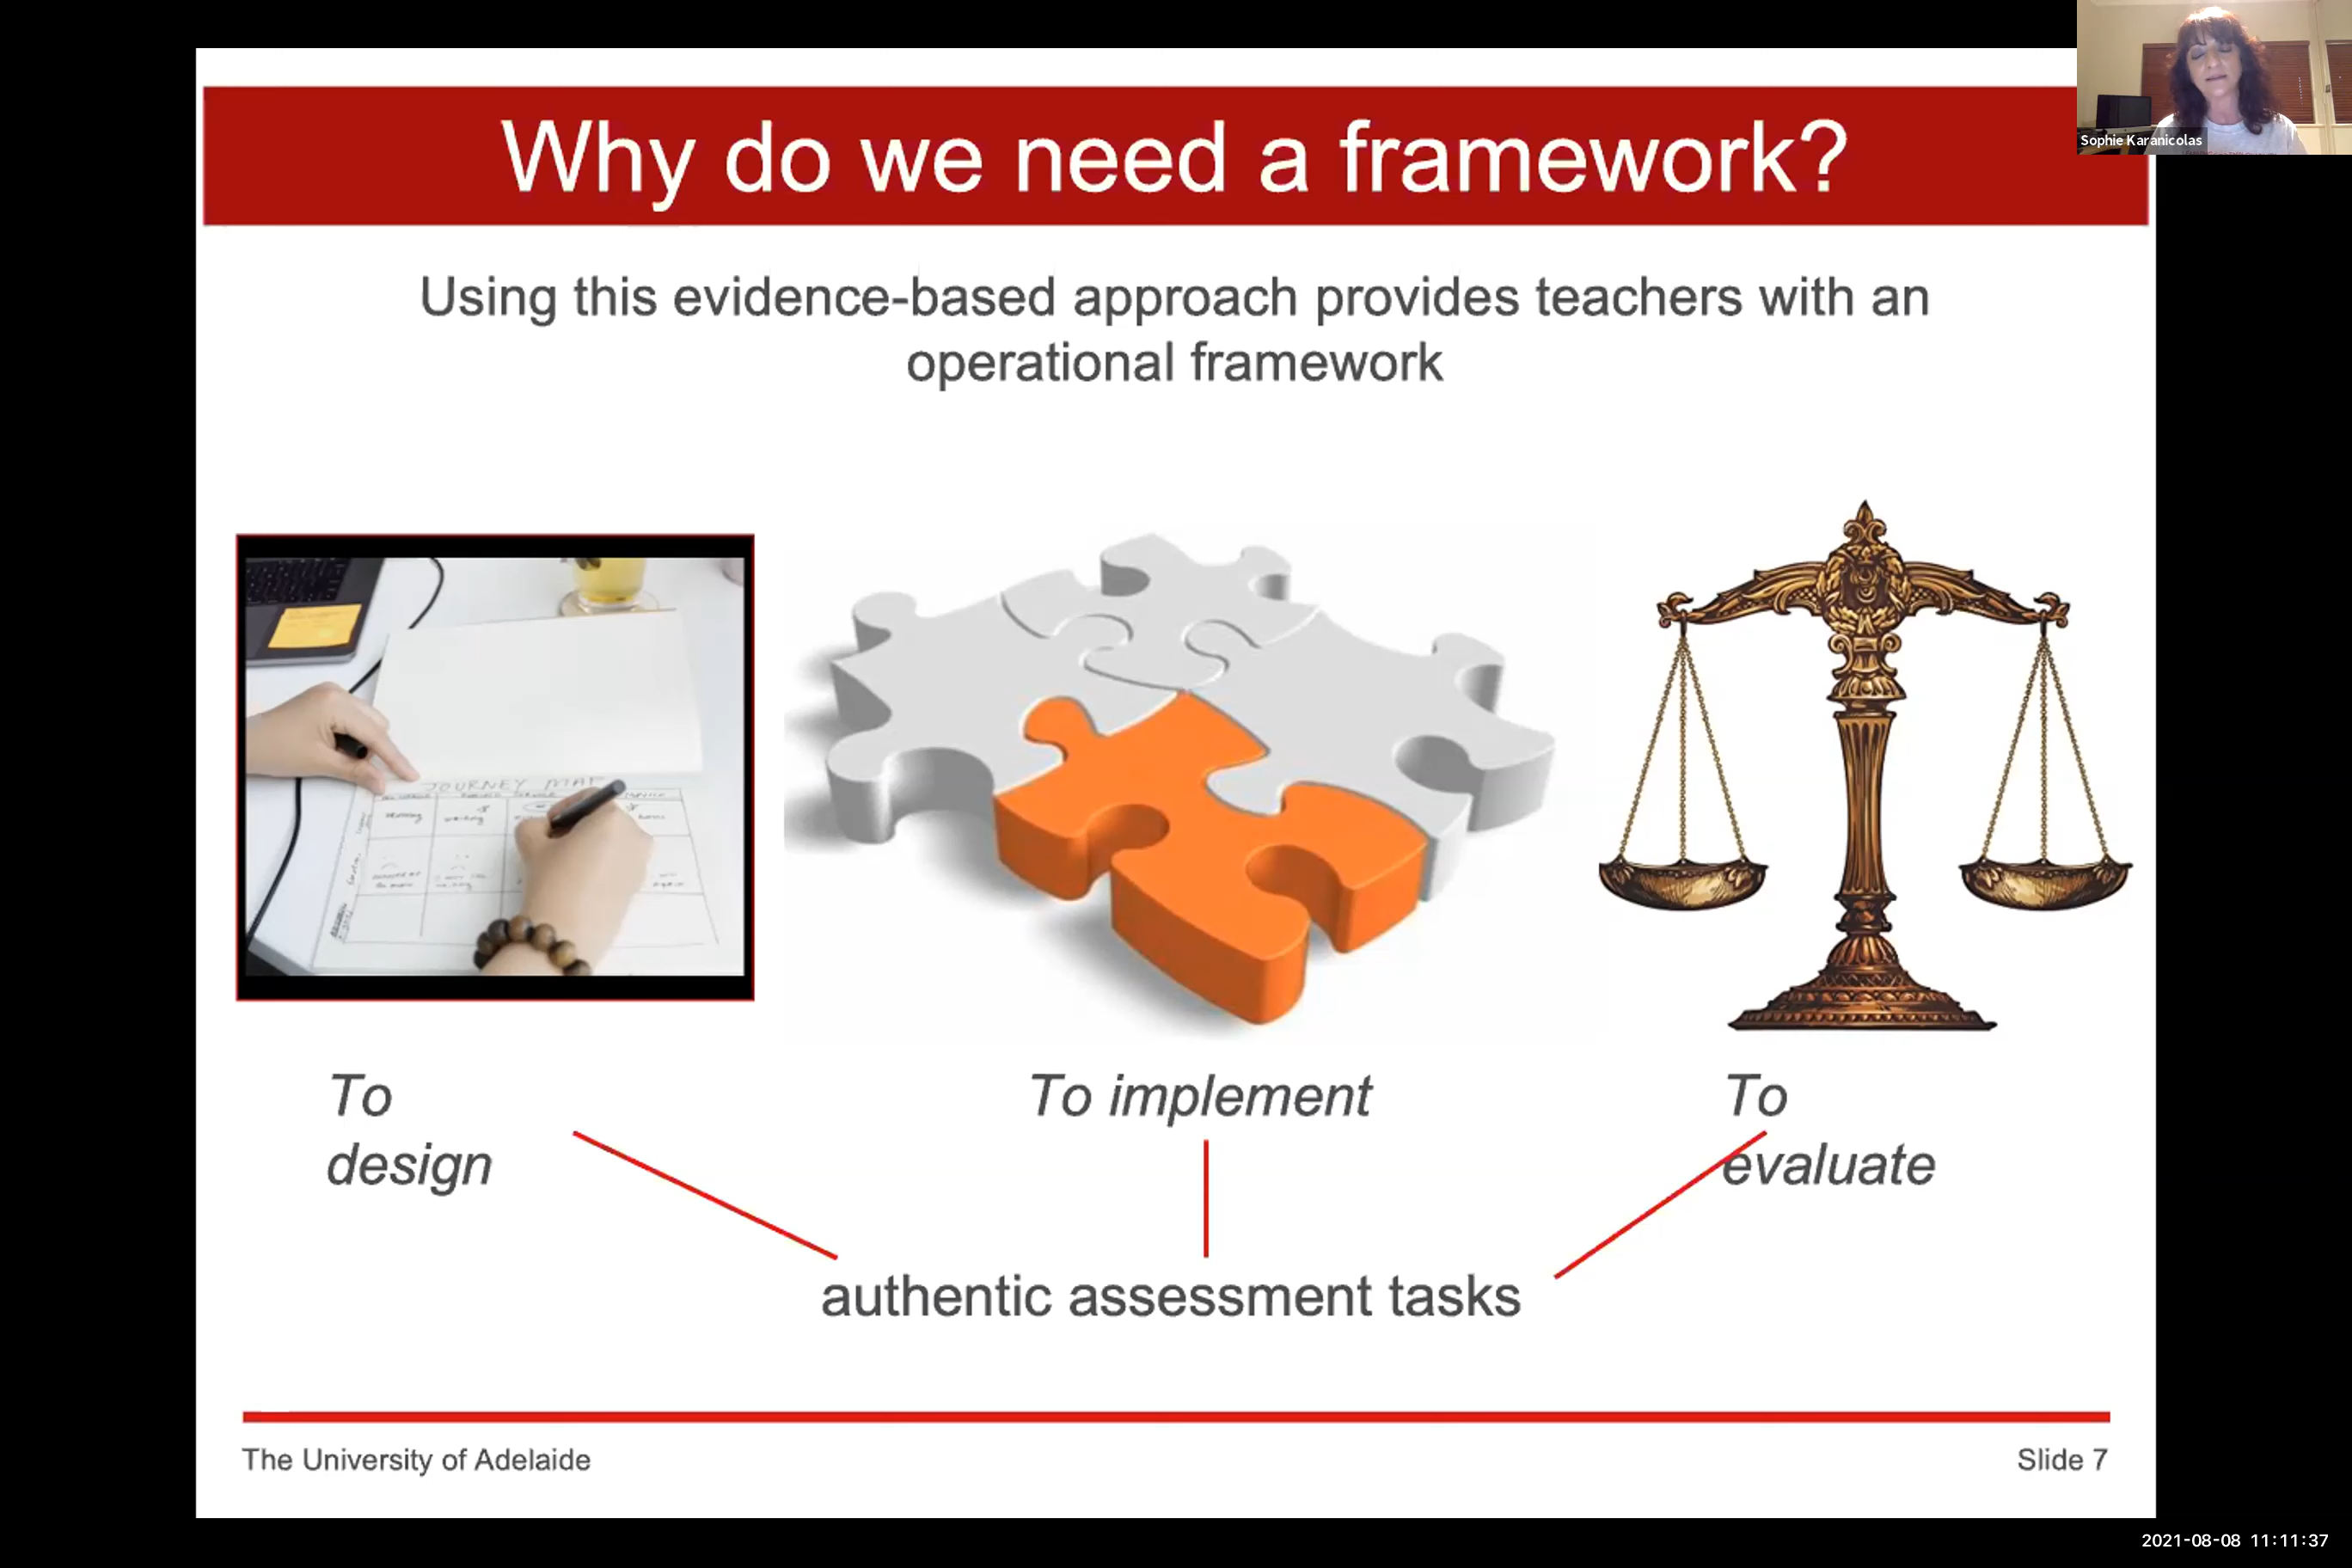 Why do we need a framework?
Sophie Karanicolas
Using this evidence-based approach provides teachers with an
operational framework
JOURNEY MAP
To
design
To implement
To
evaluate
authentic assessment tasks
The University of Adelaide
Slide 7
2021-08-08 11:11:37